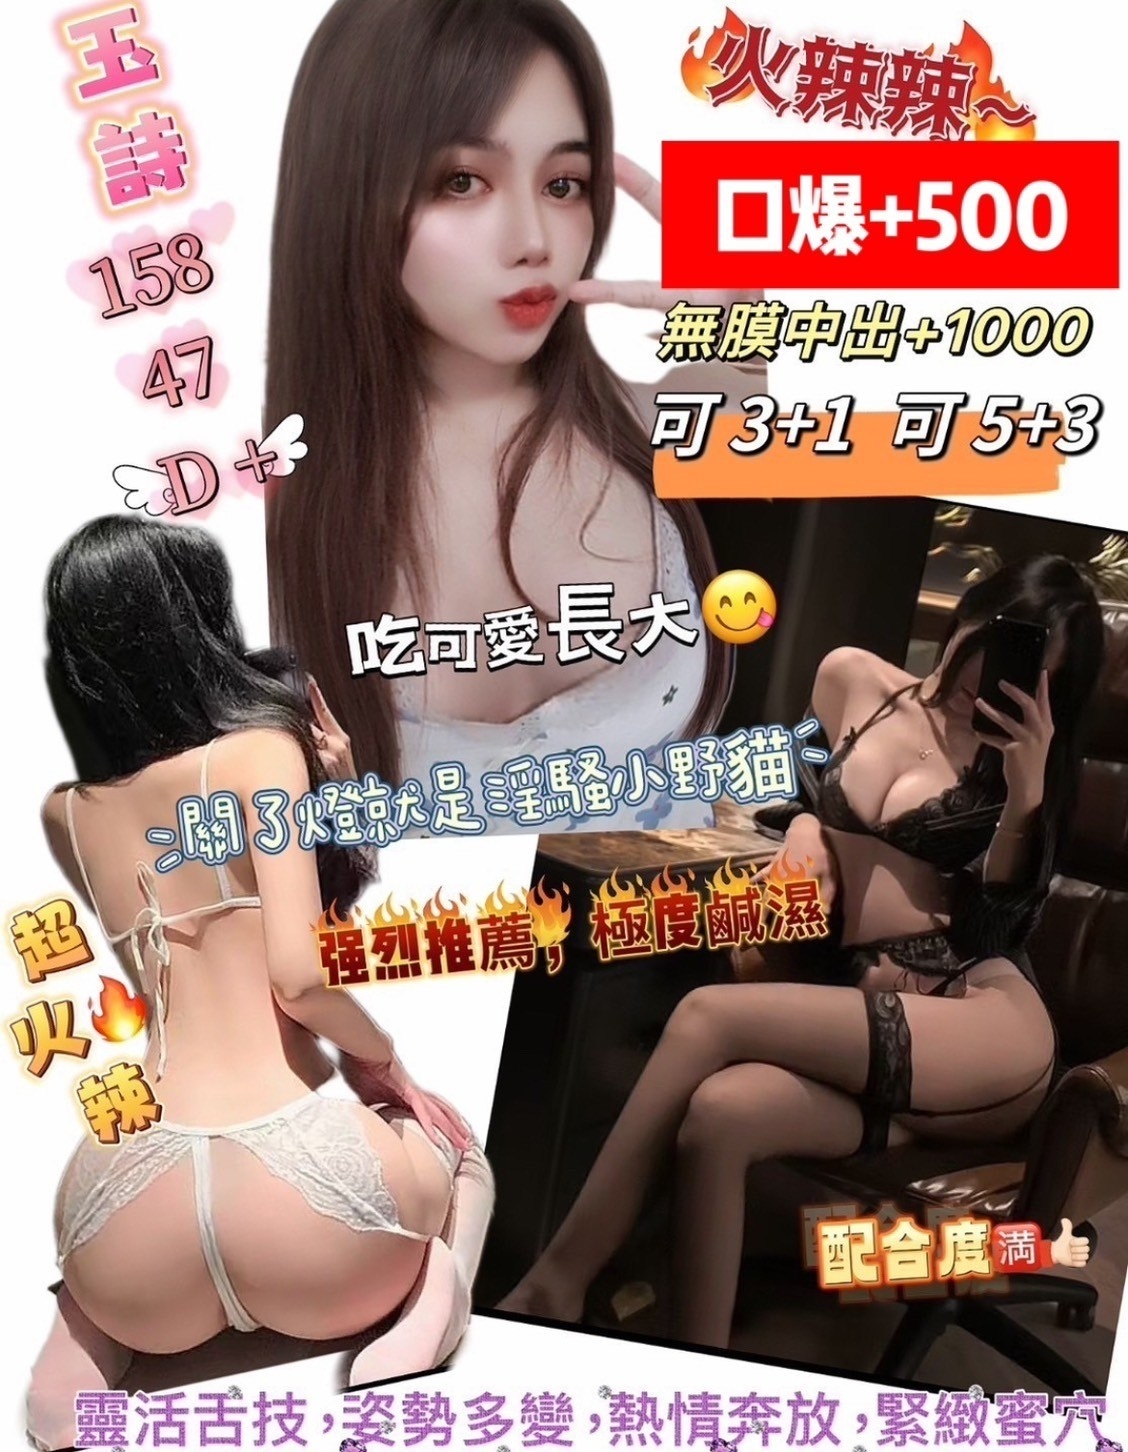 玉詩
158
47
D+
火辣辣~
口爆+500
無膜中出+1000
可 3+1 可 5+3
吃可愛長大😋
關了燈就是淫騷小野貓
强烈推薦，極度鹹濕
超火🔥辣
配合度🈵👍🏻
靈活舌技，姿勢多變，熱情奔放，緊緻蜜穴